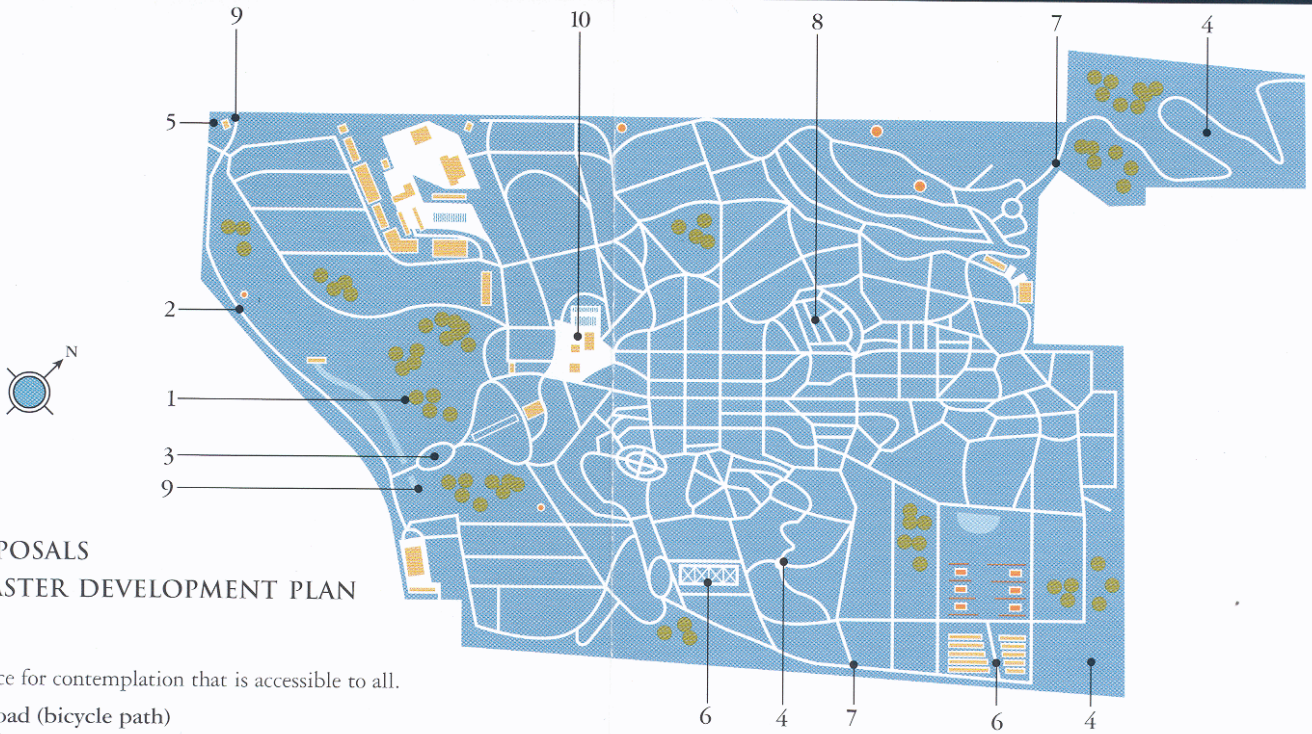 9 10 8 7 4
5
N
2
1
3
9
POSALS
ASTER DEVELOPMENT PLAN
ce for contemplation that is accessible to all.
oad (bicycle path)
6 4 7 6 4